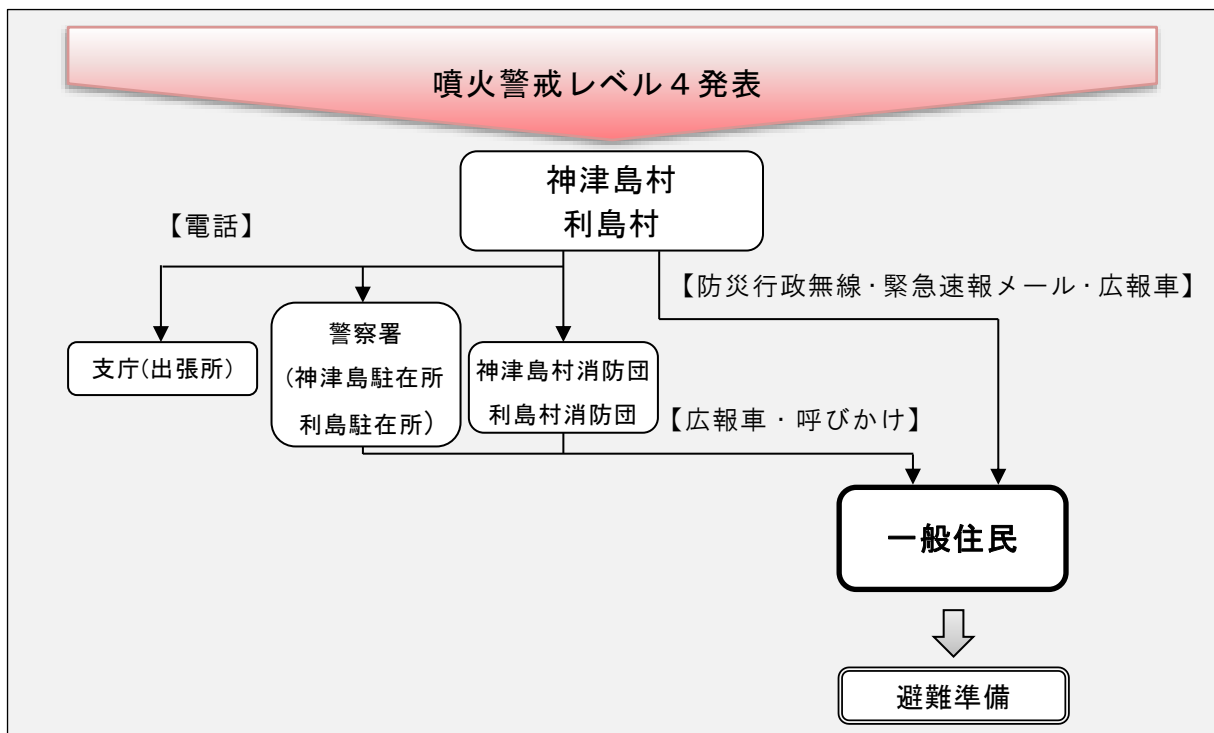 噴火警戒レベル４発表
神津島村
利島村
【電話】
【防災行政無線・緊急速報メール・広報車】
支庁(出張所)
警察署
(神津島駐在所
利島駐在所)
神津島村消防団
利島村消防団
【広報車・呼びかけ】
一般住民
避難準備